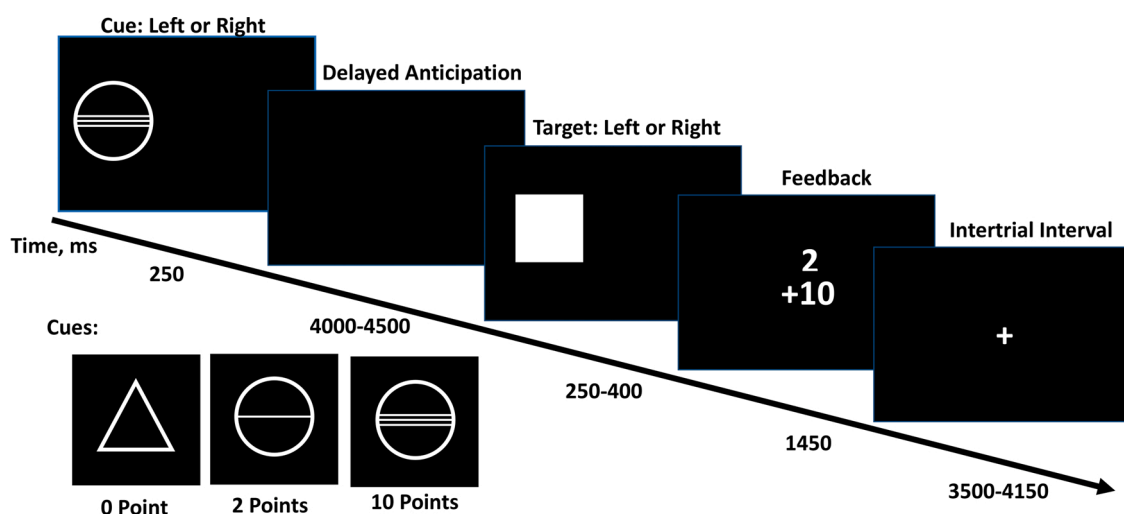 Cue: Left or Right
Delayed Anticipation
Target: Left or Right
Feedback
2
+10
Intertrial Interval
+
Time, ms
250
4000-4500
250-400
1450
3500-4150
Cues:
0 Point
2 Points
10 Points